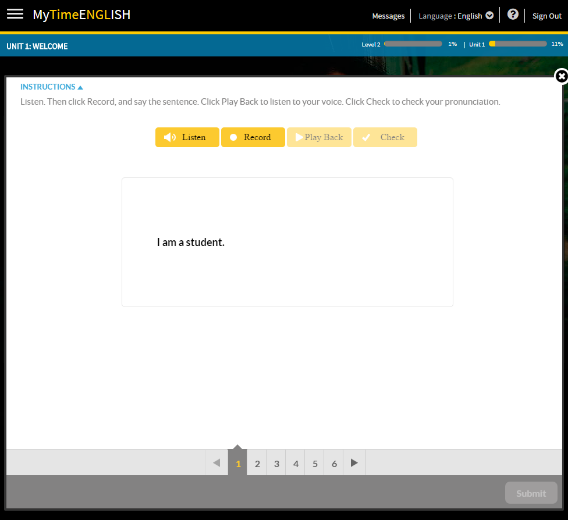 MyTimeENGLISH
Messages
Language : English
?
Sign Out
UNIT 1: WELCOME
Level 2 1% | Unit 1 11%
INSTRUCTIONS
Listen. Then click Record, and say the sentence. Click Play Back to listen to your voice. Click Check to check your pronunciation.
Listen Record Play Back Check
I am a student.
1 2 3 4 5 6
Submit